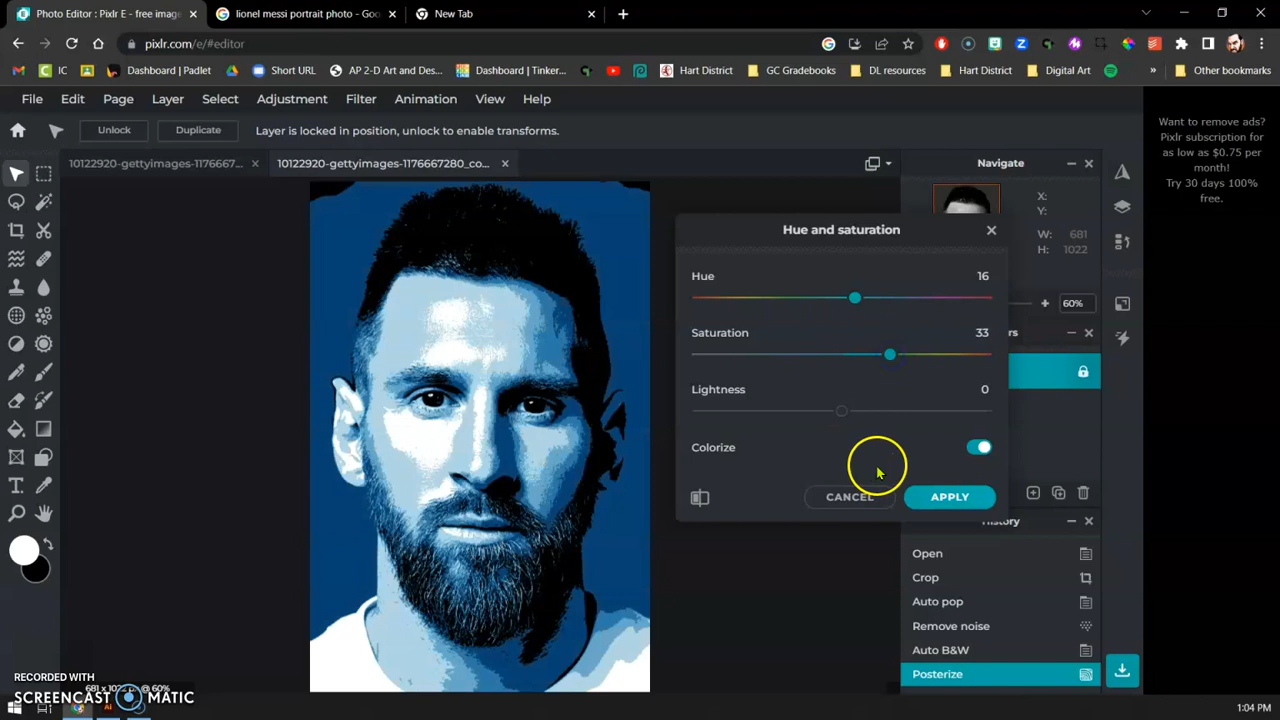 Photo Editor : Pixlr E - free image
lionel messi portrait photo - Goo
New Tab
pixlr.com/e/#editor
IC
Dashboard | Padlet
Short URL
AP 2-D Art and Des...
Dashboard | Tinker...
Hart District
GC Gradebooks
DL resources
Hart District
Digital Art
»
Other bookmarks
File Edit Page Layer Select Adjustment Filter Animation View Help
Unlock Duplicate Layer is locked in position, unlock to enable transforms.
10122920-gettyimages-1176667... 10122920-gettyimages-1176667280_co...
Want to remove ads?
Pixlr subscription for
as low as $0.75 per
month!
Try 30 days 100%
free.
Navigate
X:
Y:
W: 681
H: 1022
60%
Hue and saturation
Hue 16
Saturation 33
Lightness 0
Colorize
CANCEL APPLY
History
Open
Crop
Auto pop
Remove noise
Auto B&W
Posterize
RECORDED WITH
SCREENCAST MATIC
1:04 PM